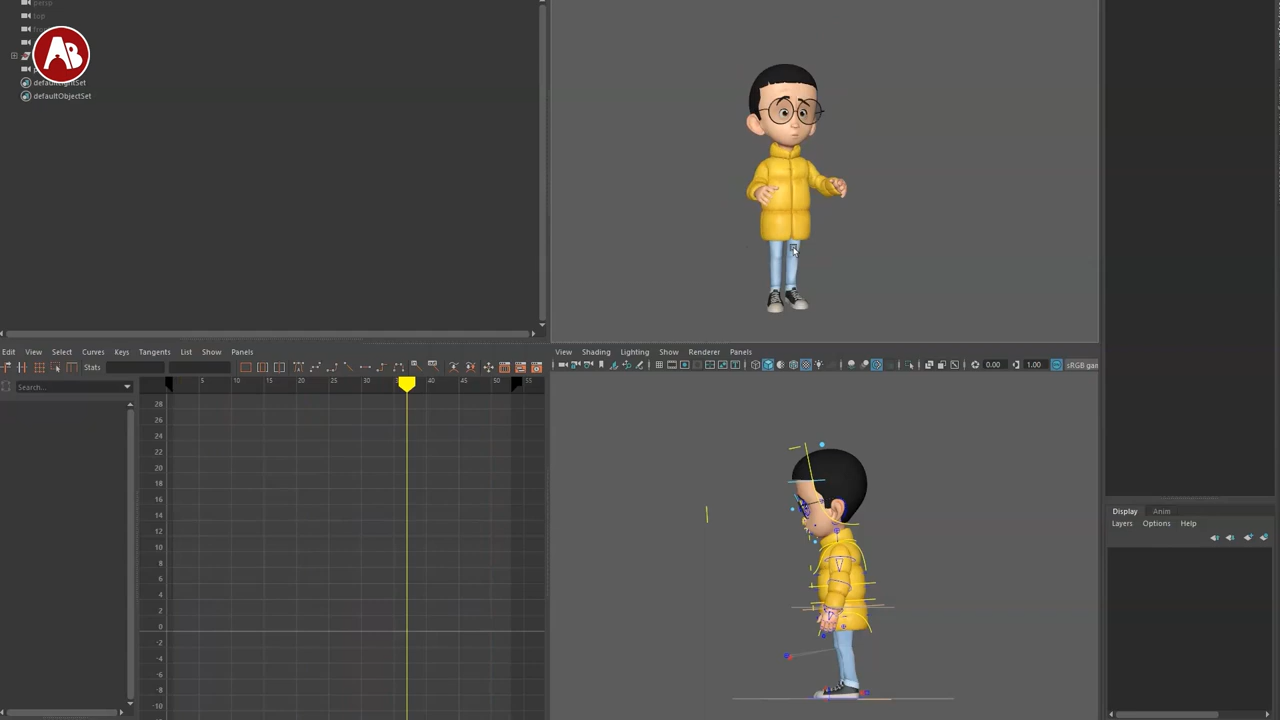 persp
top
AB
defaultLightSet
defaultObjectSet
Edit View Select Curves Keys Tangents List Show Panels
Stats
Search...
5 10 15 20 25 30 35 40 45 50 55
28
26
24
22
20
18
16
14
12
10
8
6
4
2
0
-2
-4
-6
-8
-10
View Shading Lighting Show Renderer Panels
0.00 1.00 sRGB gam
Display Anim
Layers Options Help